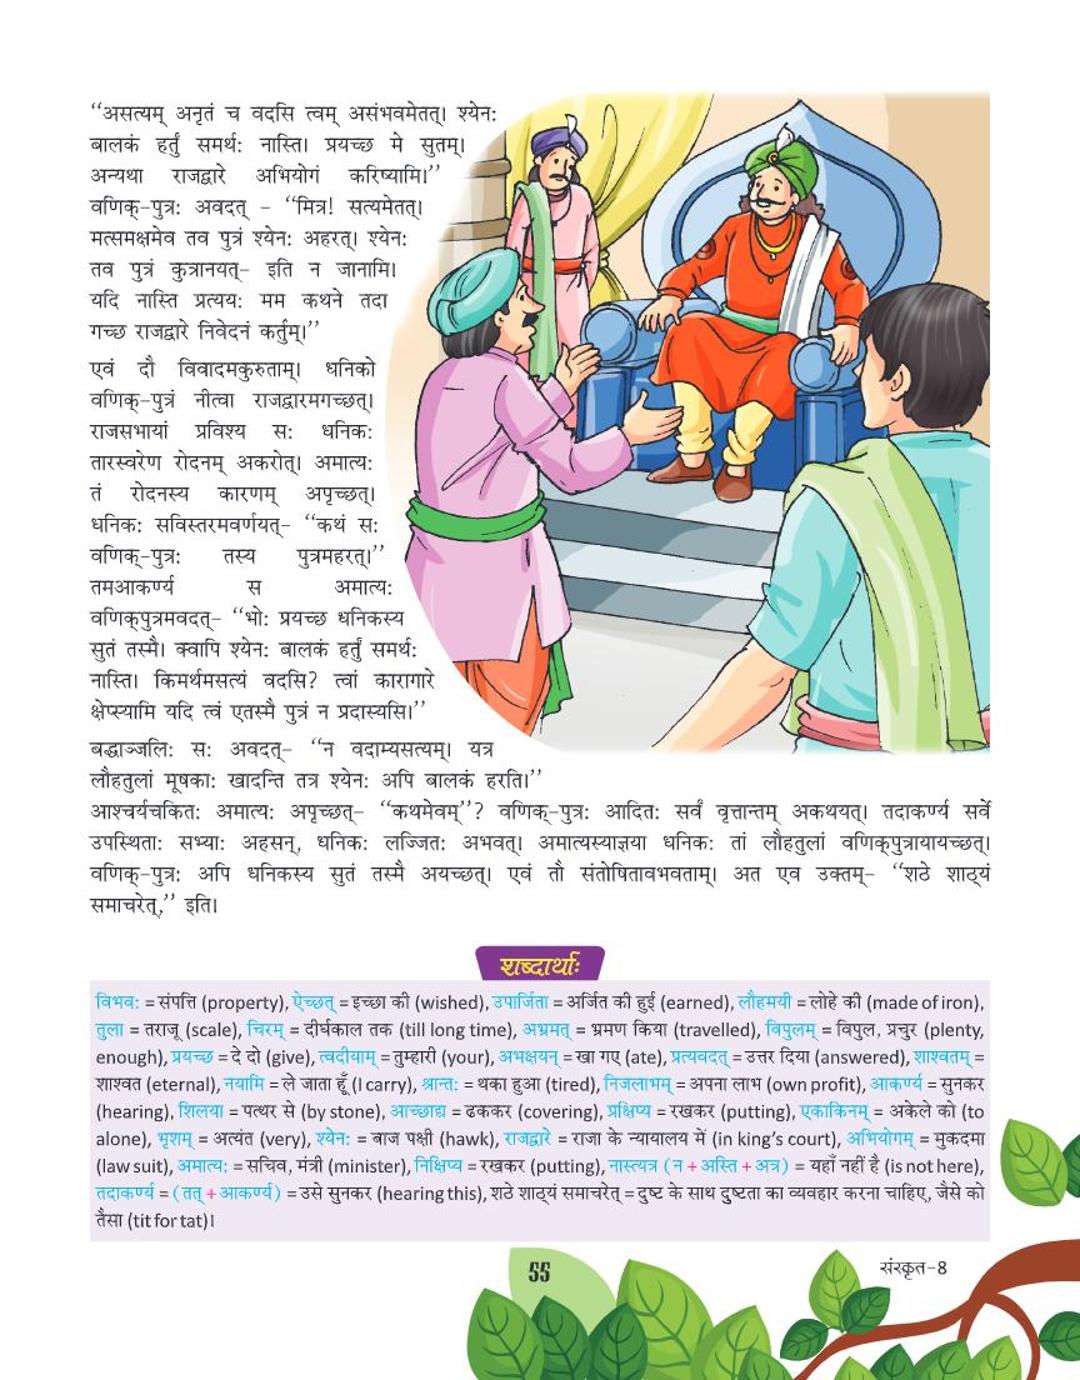 “असत्यम् अनृतं च वदसि त्वम् असंभवमेतत्। श्येनः
बालकं हर्तुं समर्थः नास्ति। प्रयच्छ मे सुतम्।
अन्यथा राजद्वारे अभियोगं करिष्यामि।”
वणिक्-पुत्रः अवदत् - “मित्र! सत्यमेतत्।
मत्समक्षमेव तव पुत्रं श्येनः अहरत्। श्येनः
तव पुत्रं कुत्रानयत्- इति न जानामि।
यदि नास्ति प्रत्ययः मम कथने तदा
गच्छ राजद्वारे निवेदनं कर्तुम्।”
एवं दौ विवादमकुरुताम्। धनिको
वणिक्-पुत्रं नीत्वा राजद्वारमगच्छत्।
राजसभायां प्रविश्य सः धनिकः
तारस्वरेण रोदनम् अकरोत्। अमात्यः
तं रोदनस्य कारणम् अपृच्छत्।
धनिकः सविस्तरमवर्णयत्- “कथं सः
वणिक्-पुत्रः तस्य पुत्रमहरत्।”
तमआकर्ण्य स अमात्यः
वणिक्पुत्रमवदत्- “भोः प्रयच्छ धनिकस्य
सुतं तस्मै। क्वापि श्येनः बालकं हर्तुं समर्थः
नास्ति। किमर्थमसत्यं वदसि? त्वां कारागारे
क्षेप्स्यामि यदि त्वं एतस्मै पुत्रं न प्रदास्यसि।”
बद्धाञ्जलिः सः अवदत्- “न वदाम्यसत्यम्। यत्र
लौहतुलां मूषकाः खादन्ति तत्र श्येनः अपि बालकं हरति।”
आश्चर्यचकितः अमात्यः अपृच्छत्- “कथमेवम्”? वणिक्-पुत्रः आदितः सर्वं वृत्तान्तम् अकथयत्। तदाकर्ण्य सर्वे
उपस्थिताः सभ्याः अहसन्, धनिकः लज्जितः अभवत्। अमात्यस्याज्ञया धनिकः तां लौहतुलां वणिक्पुत्रायायच्छत्।
वणिक्-पुत्रः अपि धनिकस्य सुतं तस्मै अयच्छत्। एवं तौ संतोषितावभवताम्। अत एव उक्तम्- “शठे शाठ्यं
समाचरेत्,” इति।
शब्दार्थाः
विभवः = संपत्ति (property), ऐच्छत् = इच्छा की (wished), उपार्जिता = अर्जित की हुई (earned), लौहमयी = लोहे की (made of iron),
तुला = तराजू (scale), चिरम् = दीर्घकाल तक (till long time), अभ्रमत् = भ्रमण किया (travelled), विपुलम् = विपुल, प्रचुर (plenty,
enough), प्रयच्छ = दे दो (give), त्वदीयाम् = तुम्हारी (your), अभक्षयन् = खा गए (ate), प्रत्यवदत् = उत्तर दिया (answered), शाश्वतम् =
शाश्वत (eternal), नयामि = ले जाता हूँ (I carry), श्रान्तः = थका हुआ (tired), निजलाभम् = अपना लाभ (own profit), आकर्ण्य = सुनकर
(hearing), शिलया = पत्थर से (by stone), आच्छाद्य = ढककर (covering), प्रक्षिप्य = रखकर (putting), एकाकिनम् = अकेले को (to
alone), भृशम् = अत्यंत (very), श्येनः = बाज पक्षी (hawk), राजद्वारे = राजा के न्यायालय में (in king's court), अभियोगम् = मुकदमा
(law suit), अमात्यः = सचिव, मंत्री (minister), निक्षिप्य = रखकर (putting), नास्त्यत्र (न + अस्ति + अत्र) = यहाँ नहीं है (is not here),
तदाकर्ण्य = (तत् + आकर्ण्य) = उसे सुनकर (hearing this), शठे शाठ्यं समाचरेत् = दुष्ट के साथ दुष्टता का व्यवहार करना चाहिए, जैसे को
तैसा (tit for tat)।
55
संस्कृत-8